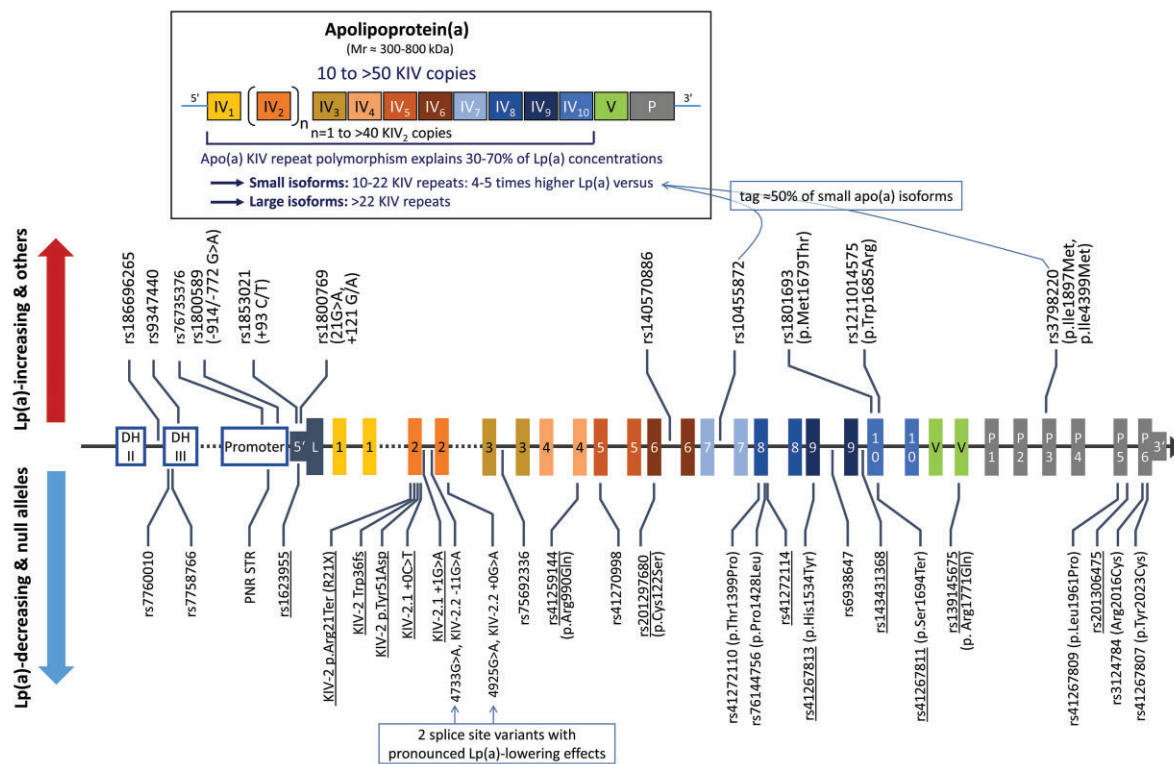 Apolipoprotein(a)
(Mr ≈ 300-800 kDa)
10 to >50 KIV copies
5' IV1 ( IV2 )n IV3 IV4 IV5 IV6 IV7 IV8 IV9 IV10 V P 3'
n=1 to >40 KIV2 copies
Apo(a) KIV repeat polymorphism explains 30-70% of Lp(a) concentrations
Small isoforms: 10-22 KIV repeats: 4-5 times higher Lp(a) versus
Large isoforms: >22 KIV repeats
tag ≈50% of small apo(a) isoforms
Lp(a)-increasing & others
rs186696265
rs9347440
rs76735376
rs1800589
(-914/-772 G>A)
rs1853021
(+93 C/T)
rs1800769
(21G>A,
+121 G/A)
rs140570886
rs10455872
rs1801693
(p.Met1679Thr)
rs1211014575
(p.Trp1685Arg)
rs3798220
(p.Ile1897Met,
p.Ile4399Met)
DH II DH III Promoter 5' L 1 1 2 2 3 3 4 4 5 5 6 6 7 7 8 8 9 9 10 10 V V P1 P2 P3 P4 P5 P6 3'
Lp(a)-decreasing & null alleles
rs7760010
rs7758766
PNR STR
rs1623955
KIV-2 p.Arg21Ter (R21X)
KIV-2 Trp36fs
KIV-2 p.Tyr51Asp
KIV-2.1 +0C>T
KIV-2.1 +1G>A
4733G>A, KIV-2.2 -11G>A
4925G>A, KIV-2.2 +0G>A
rs75692336
rs41259144
(p.Arg990Gln)
rs41270998
rs201297680
(p.Cys122Ser)
rs41272110 (p.Thr1399Pro)
rs76144756 (p.Pro1428Leu)
rs41272114
rs41267813 (p.His1534Tyr)
rs6938647
rs143431368
rs41267811 (p.Ser1694Ter)
rs139145675
(p. Arg1771Gln)
rs41267809 (p.Leu1961Pro)
rs201306475
rs3124784 (Arg2016Cys)
rs41267807 (p.Tyr2023Cys)
2 splice site variants with
pronounced Lp(a)-lowering effects